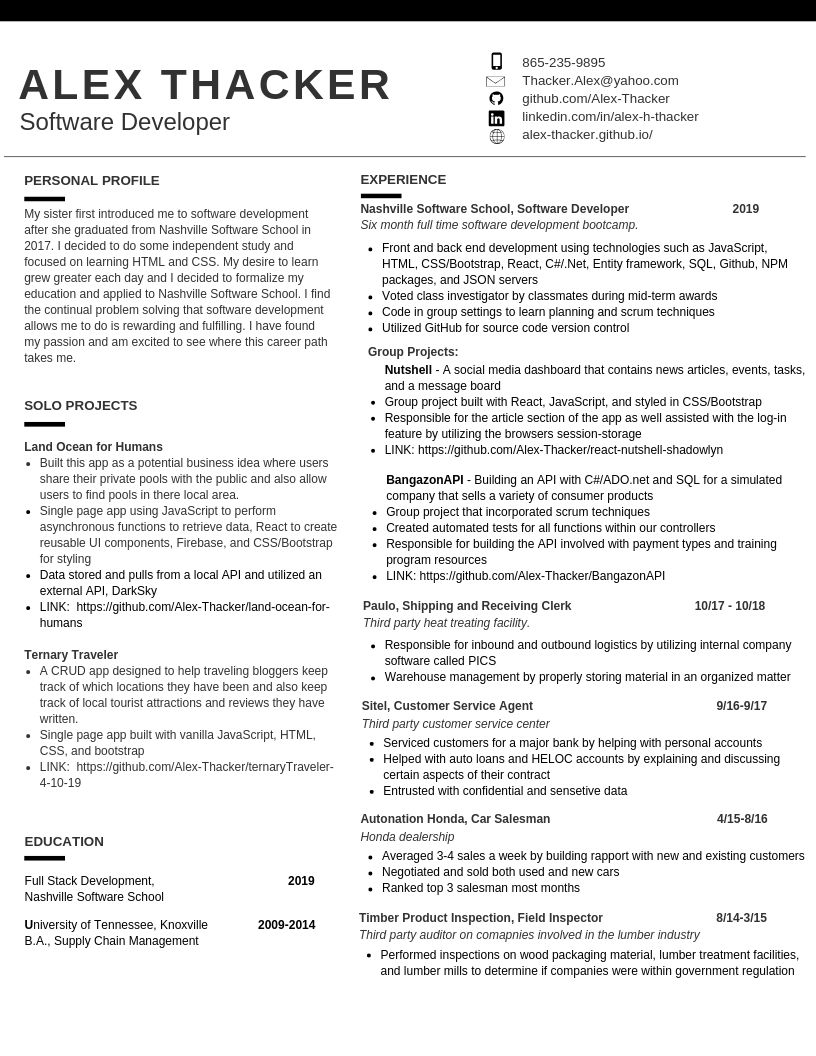 ALEX THACKER
Software Developer
865-235-9895
Thacker.Alex@yahoo.com
github.com/Alex-Thacker
linkedin.com/in/alex-h-thacker
alex-thacker.github.io/
PERSONAL PROFILE
My sister first introduced me to software development
after she graduated from Nashville Software School in
2017. I decided to do some independent study and
focused on learning HTML and CSS. My desire to learn
grew greater each day and I decided to formalize my
education and applied to Nashville Software School. I find
the continual problem solving that software development
allows me to do is rewarding and fulfilling. I have found
my passion and am excited to see where this career path
takes me.
SOLO PROJECTS
Land Ocean for Humans
• Built this app as a potential business idea where users
share their private pools with the public and also allow
users to find pools in there local area.
• Single page app using JavaScript to perform
asynchronous functions to retrieve data, React to create
reusable UI components, Firebase, and CSS/Bootstrap
for styling
• Data stored and pulls from a local API and utilized an
external API, DarkSky
• LINK: https://github.com/Alex-Thacker/land-ocean-for-
humans
Ternary Traveler
• A CRUD app designed to help traveling bloggers keep
track of which locations they have been and also keep
track of local tourist attractions and reviews they have
written.
• Single page app built with vanilla JavaScript, HTML,
CSS, and bootstrap
• LINK: https://github.com/Alex-Thacker/ternaryTraveler-
4-10-19
EDUCATION
Full Stack Development, 2019
Nashville Software School
University of Tennessee, Knoxville 2009-2014
B.A., Supply Chain Management
EXPERIENCE
Nashville Software School, Software Developer 2019
Six month full time software development bootcamp.
• Front and back end development using technologies such as JavaScript,
HTML, CSS/Bootstrap, React, C#/.Net, Entity framework, SQL, Github, NPM
packages, and JSON servers
• Voted class investigator by classmates during mid-term awards
• Code in group settings to learn planning and scrum techniques
• Utilized GitHub for source code version control
Group Projects:
Nutshell - A social media dashboard that contains news articles, events, tasks,
and a message board
• Group project built with React, JavaScript, and styled in CSS/Bootstrap
• Responsible for the article section of the app as well assisted with the log-in
feature by utilizing the browsers session-storage
• LINK: https://github.com/Alex-Thacker/react-nutshell-shadowlyn
BangazonAPI - Building an API with C#/ADO.net and SQL for a simulated
company that sells a variety of consumer products
• Group project that incorporated scrum techniques
• Created automated tests for all functions within our controllers
• Responsible for building the API involved with payment types and training
program resources
• LINK: https://github.com/Alex-Thacker/BangazonAPI
Paulo, Shipping and Receiving Clerk 10/17 - 10/18
Third party heat treating facility.
• Responsible for inbound and outbound logistics by utilizing internal company
software called PICS
• Warehouse management by properly storing material in an organized matter
Sitel, Customer Service Agent 9/16-9/17
Third party customer service center
• Serviced customers for a major bank by helping with personal accounts
• Helped with auto loans and HELOC accounts by explaining and discussing
certain aspects of their contract
• Entrusted with confidential and sensetive data
Autonation Honda, Car Salesman 4/15-8/16
Honda dealership
• Averaged 3-4 sales a week by building rapport with new and existing customers
• Negotiated and sold both used and new cars
• Ranked top 3 salesman most months
Timber Product Inspection, Field Inspector 8/14-3/15
Third party auditor on comapnies involved in the lumber industry
• Performed inspections on wood packaging material, lumber treatment facilities,
and lumber mills to determine if companies were within government regulation